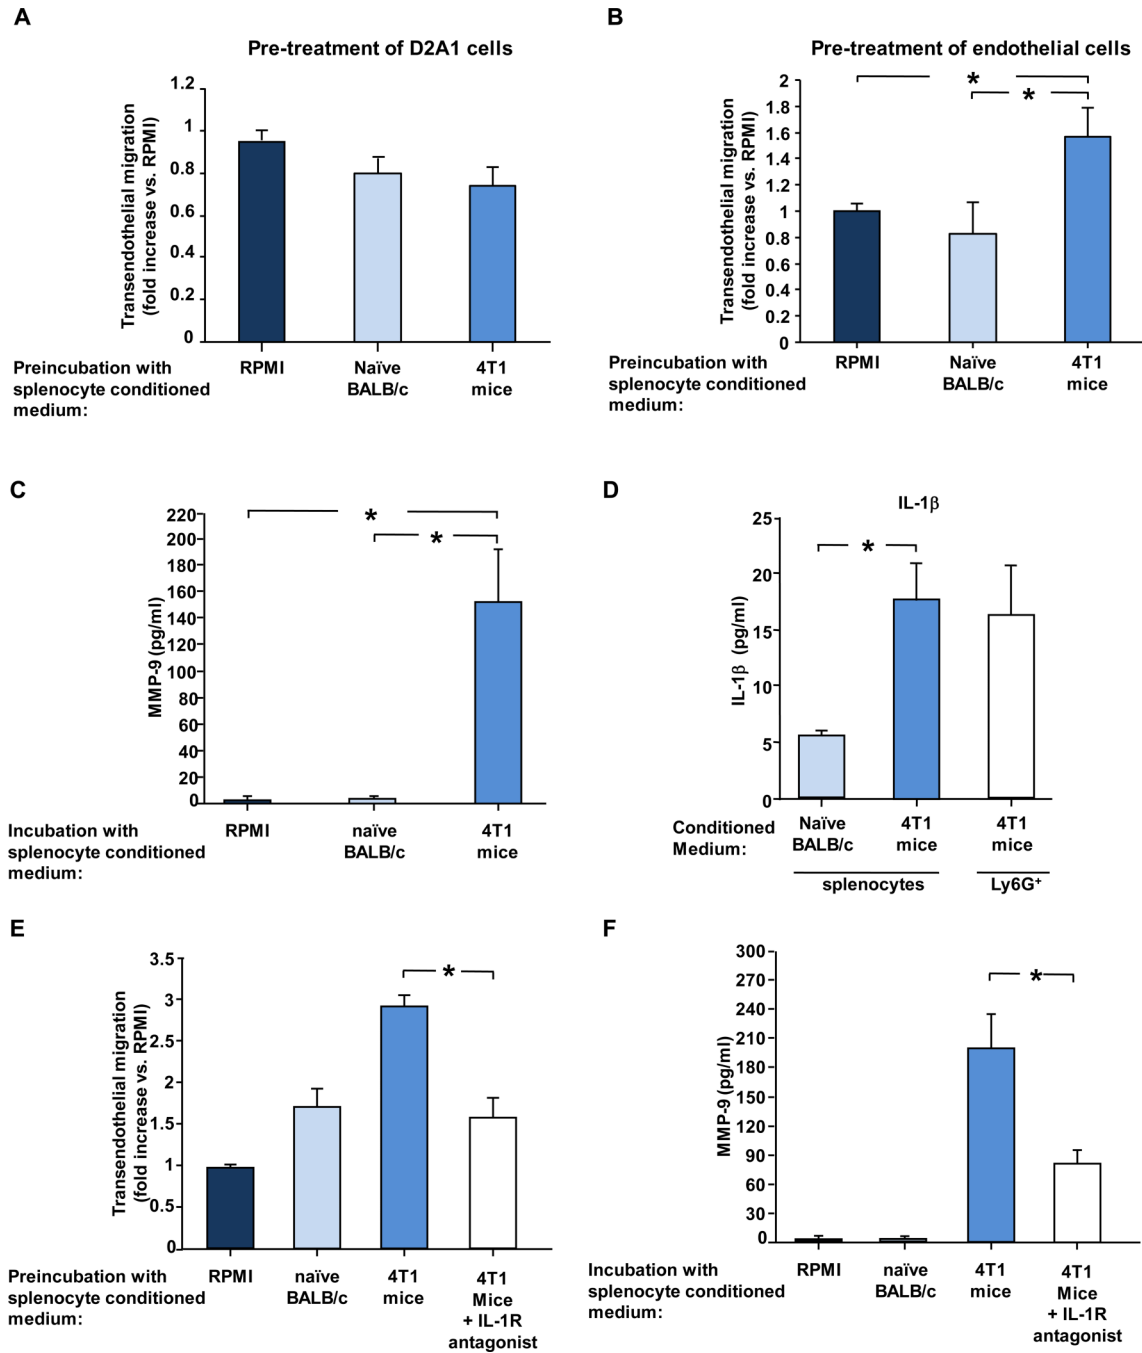 A
Pre-treatment of D2A1 cells
Transendothelial migration
(fold increase vs. RPMI)
1.2
1
0.8
0.6
0.4
0.2
0
Preincubation with
splenocyte conditioned
medium:
RPMI
Naïve
BALB/c
4T1
mice
B
Pre-treatment of endothelial cells
Transendothelial migration
(fold increase vs. RPMI)
2
1.8
1.6
1.4
1.2
1
0.8
0.6
0.4
0.2
0
*
*
Preincubation with
splenocyte conditioned
medium:
RPMI
Naïve
BALB/c
4T1
mice
C
MMP-9 (pg/ml)
220
200
180
160
140
120
100
80
60
40
20
0
*
*
Incubation with
splenocyte conditioned
medium:
RPMI
naïve
BALB/c
4T1
mice
D
IL-1β
IL-1β (pg/ml)
25
20
15
10
5
0
*
Conditioned
Medium:
Naïve
BALB/c
4T1
mice
4T1
mice
splenocytes
Ly6G+
E
Transendothelial migration
(fold increase vs. RPMI)
3.5
3
2.5
2
1.5
1
0.5
0
*
Preincubation with
splenocyte conditioned
medium:
RPMI
naïve
BALB/c
4T1
mice
4T1
Mice
+ IL-1R
antagonist
F
MMP-9 (pg/ml)
300
270
240
210
180
150
120
90
60
30
0
*
Incubation with
splenocyte conditioned
medium:
RPMI
naïve
BALB/c
4T1
mice
4T1
Mice
+ IL-1R
antagonist